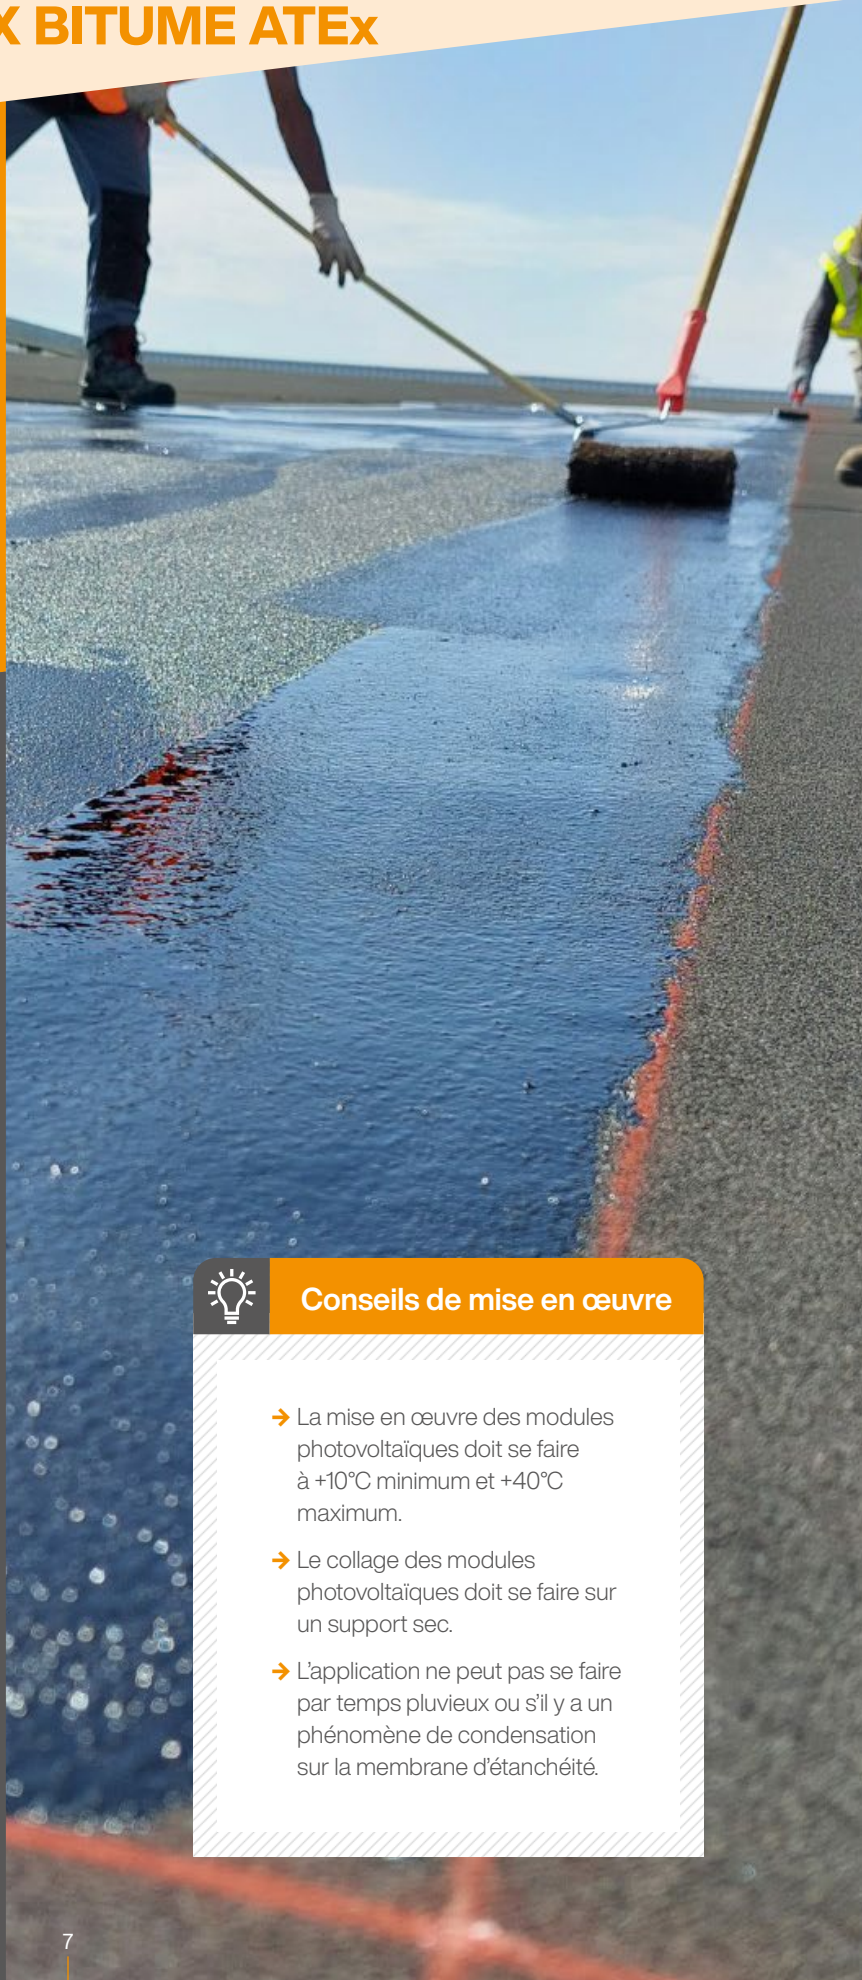 X BITUME ATEx
Conseils de mise en œuvre
→ La mise en œuvre des modules
photovoltaïques doit se faire
à +10°C minimum et +40°C
maximum.
→ Le collage des modules
photovoltaïques doit se faire sur
un support sec.
→ L'application ne peut pas se faire
par temps pluvieux ou s'il y a un
phénomène de condensation
sur la membrane d'étanchéité.
7